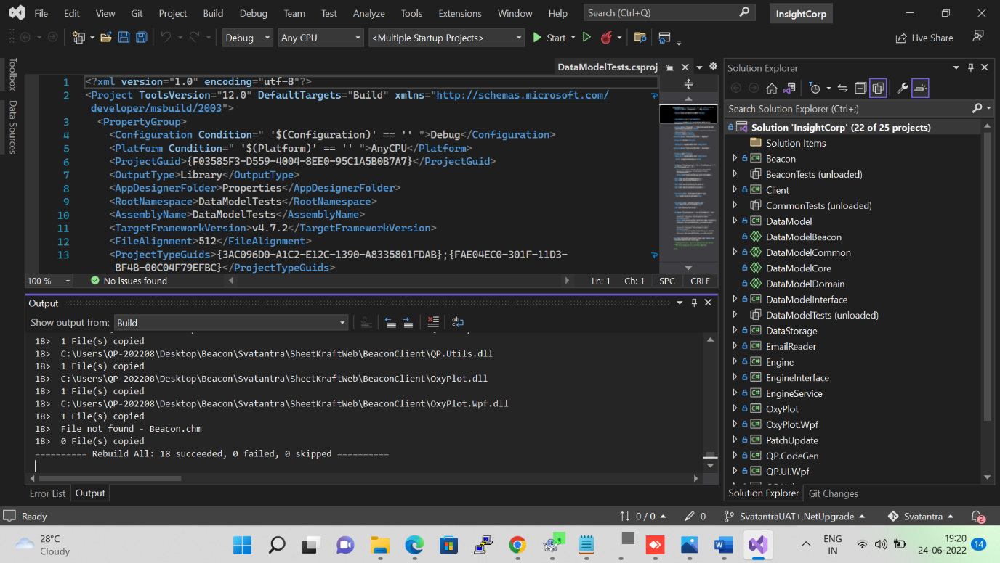 File Edit View Git Project Build Debug Team Test Analyze Tools Extensions Window Help Search (Ctrl+Q) InsightCorp
Debug Any CPU <Multiple Startup Projects> Start Live Share
Toolbox
Data Sources
DataModelTests.csproj
1 <?xml version="1.0" encoding="utf-8"?>
2 <Project ToolsVersion="12.0" DefaultTargets="Build" xmlns="http://schemas.microsoft.com/
developer/msbuild/2003">
3 <PropertyGroup>
4 <Configuration Condition=" '$(Configuration)' == '' ">Debug</Configuration>
5 <Platform Condition=" '$(Platform)' == '' ">AnyCPU</Platform>
6 <ProjectGuid>{F03585F3-D559-4004-8EE0-95C1A5B0B7A7}</ProjectGuid>
7 <OutputType>Library</OutputType>
8 <AppDesignerFolder>Properties</AppDesignerFolder>
9 <RootNamespace>DataModelTests</RootNamespace>
10 <AssemblyName>DataModelTests</AssemblyName>
11 <TargetFrameworkVersion>v4.7.2</TargetFrameworkVersion>
12 <FileAlignment>512</FileAlignment>
13 <ProjectTypeGuids>{3AC096D0-A1C2-E12C-1390-A8335801FDAB};{FAE04EC0-301F-11D3-
BF4B-00C04F79EFBC}</ProjectTypeGuids>
100 % No issues found Ln: 1 Ch: 1 SPC CRLF
Output
Show output from: Build
18> 1 File(s) copied
18> C:\Users\QP-202208\Desktop\Beacon\Svatantra\SheetKraftWeb\BeaconClient\QP.Utils.dll
18> 1 File(s) copied
18> C:\Users\QP-202208\Desktop\Beacon\Svatantra\SheetKraftWeb\BeaconClient\OxyPlot.dll
18> 1 File(s) copied
18> C:\Users\QP-202208\Desktop\Beacon\Svatantra\SheetKraftWeb\BeaconClient\OxyPlot.Wpf.dll
18> 1 File(s) copied
18> File not found - Beacon.chm
18> 0 File(s) copied
========== Rebuild All: 18 succeeded, 0 failed, 0 skipped ==========
Error List Output
Solution Explorer
Search Solution Explorer (Ctrl+;)
Solution 'InsightCorp' (22 of 25 projects)
Solution Items
C# Beacon
BeaconTests (unloaded)
C# Client
CommonTests (unloaded)
C# DataModel
DataModelBeacon
DataModelCommon
DataModelCore
DataModelDomain
C# DataModelInterface
DataModelTests (unloaded)
C# DataStorage
C# EmailReader
C# Engine
C# EngineInterface
C# EngineService
C# OxyPlot
C# OxyPlot.Wpf
C# PatchUpdate
C# QP.CodeGen
C# QP.UI.Wpf
Solution Explorer Git Changes
Ready 0 / 0 0 SvatantraUAT+.NetUpgrade Svatantra 2
28°C
Cloudy
ENG
IN
19:20
24-06-2022
14